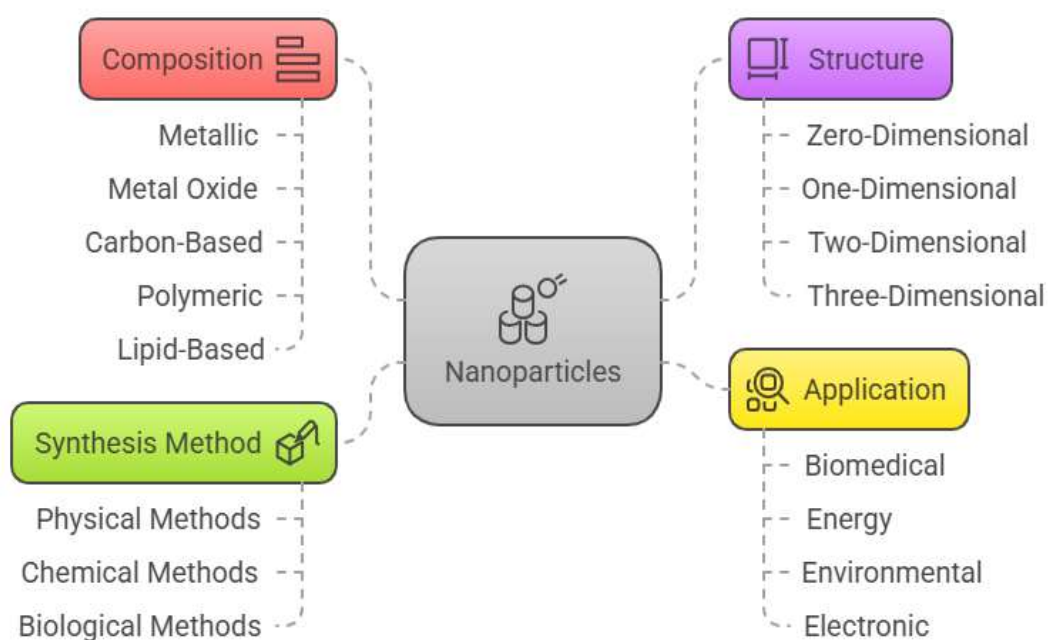 Composition
Metallic
Metal Oxide
Carbon-Based
Polymeric
Lipid-Based
Synthesis Method
Physical Methods
Chemical Methods
Biological Methods
Nanoparticles
Structure
Zero-Dimensional
One-Dimensional
Two-Dimensional
Three-Dimensional
Application
Biomedical
Energy
Environmental
Electronic